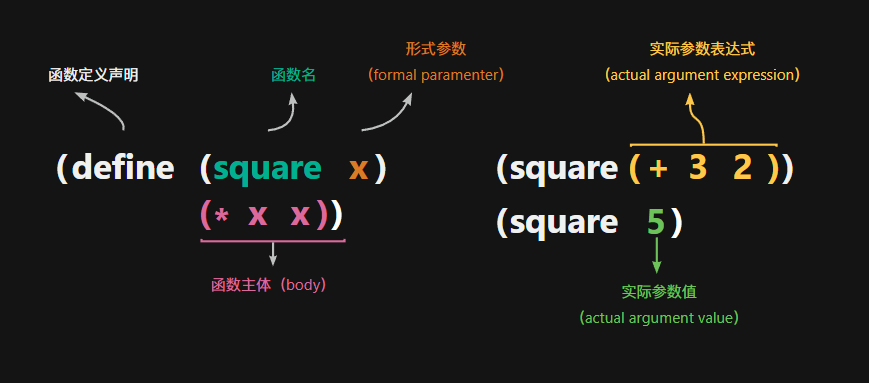 函数定义声明
函数名
形式参数
(formal paramenter)
(define (square x)
(* x x))
函数主体 (body)
实际参数表达式
(actual argument expression)
(square (+ 3 2))
(square 5)
实际参数值
(actual argument value)